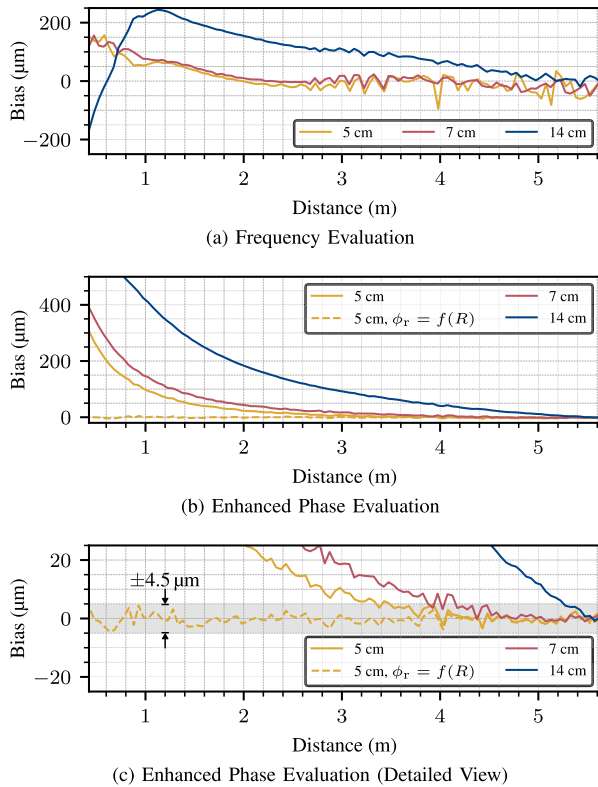 Bias (µm)
200
0
−200
5 cm 7 cm 14 cm
1 2 3 4 5
Distance (m)
(a) Frequency Evaluation
Bias (µm)
400
200
0
5 cm 7 cm
5 cm, ϕr = f(R) 14 cm
1 2 3 4 5
Distance (m)
(b) Enhanced Phase Evaluation
Bias (µm)
20
0
−20
±4.5 µm
5 cm 7 cm
5 cm, ϕr = f(R) 14 cm
1 2 3 4 5
Distance (m)
(c) Enhanced Phase Evaluation (Detailed View)